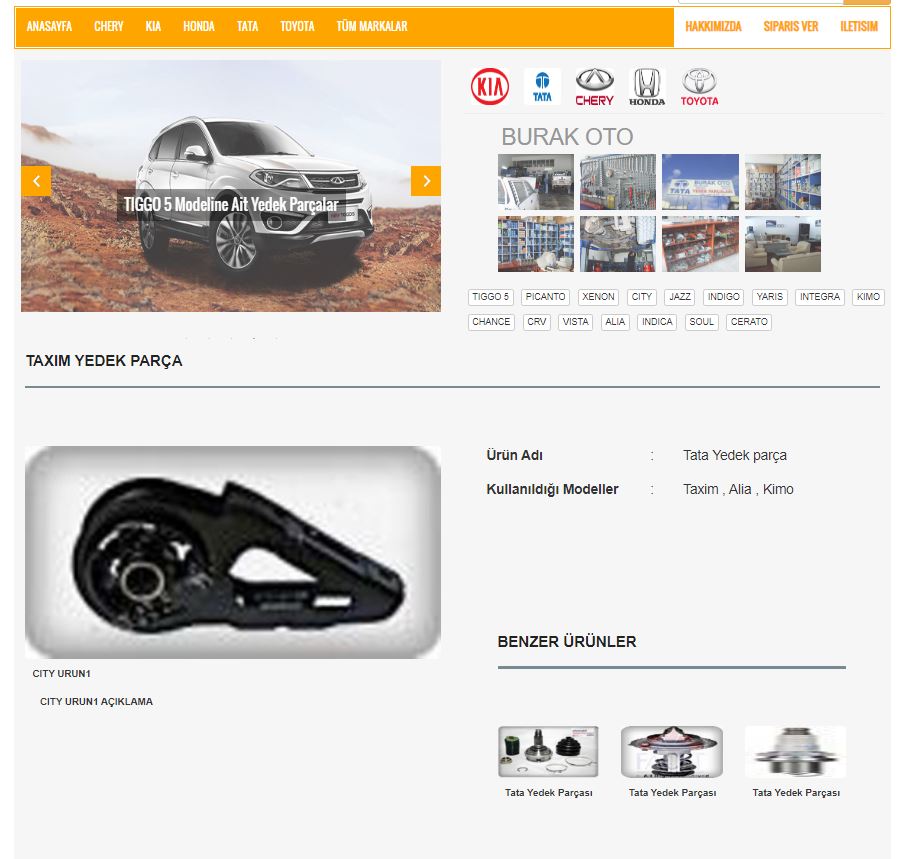 ANASAYFA CHERY KIA HONDA TATA TOYOTA TÜM MARKALAR HAKKIMIZDA SIPARIS VER ILETISIM
KIA TATA CHERY HONDA TOYOTA
BURAK OTO
TIGGO 5 Modeline Ait Yedek Parçalar
BURAK OTO
TATA
TIGGO 5 PICANTO XENON CITY JAZZ INDIGO YARIS INTEGRA KIMO
CHANCE CRV VISTA ALIA INDICA SOUL CERATO
TAXIM YEDEK PARÇA
Ürün Adı : Tata Yedek parça
Kullanıldığı Modeller : Taxim , Alia , Kimo
CITY URUN1
CITY URUN1 AÇIKLAMA
BENZER ÜRÜNLER
Tata Yedek Parçası Tata Yedek Parçası Tata Yedek Parçası